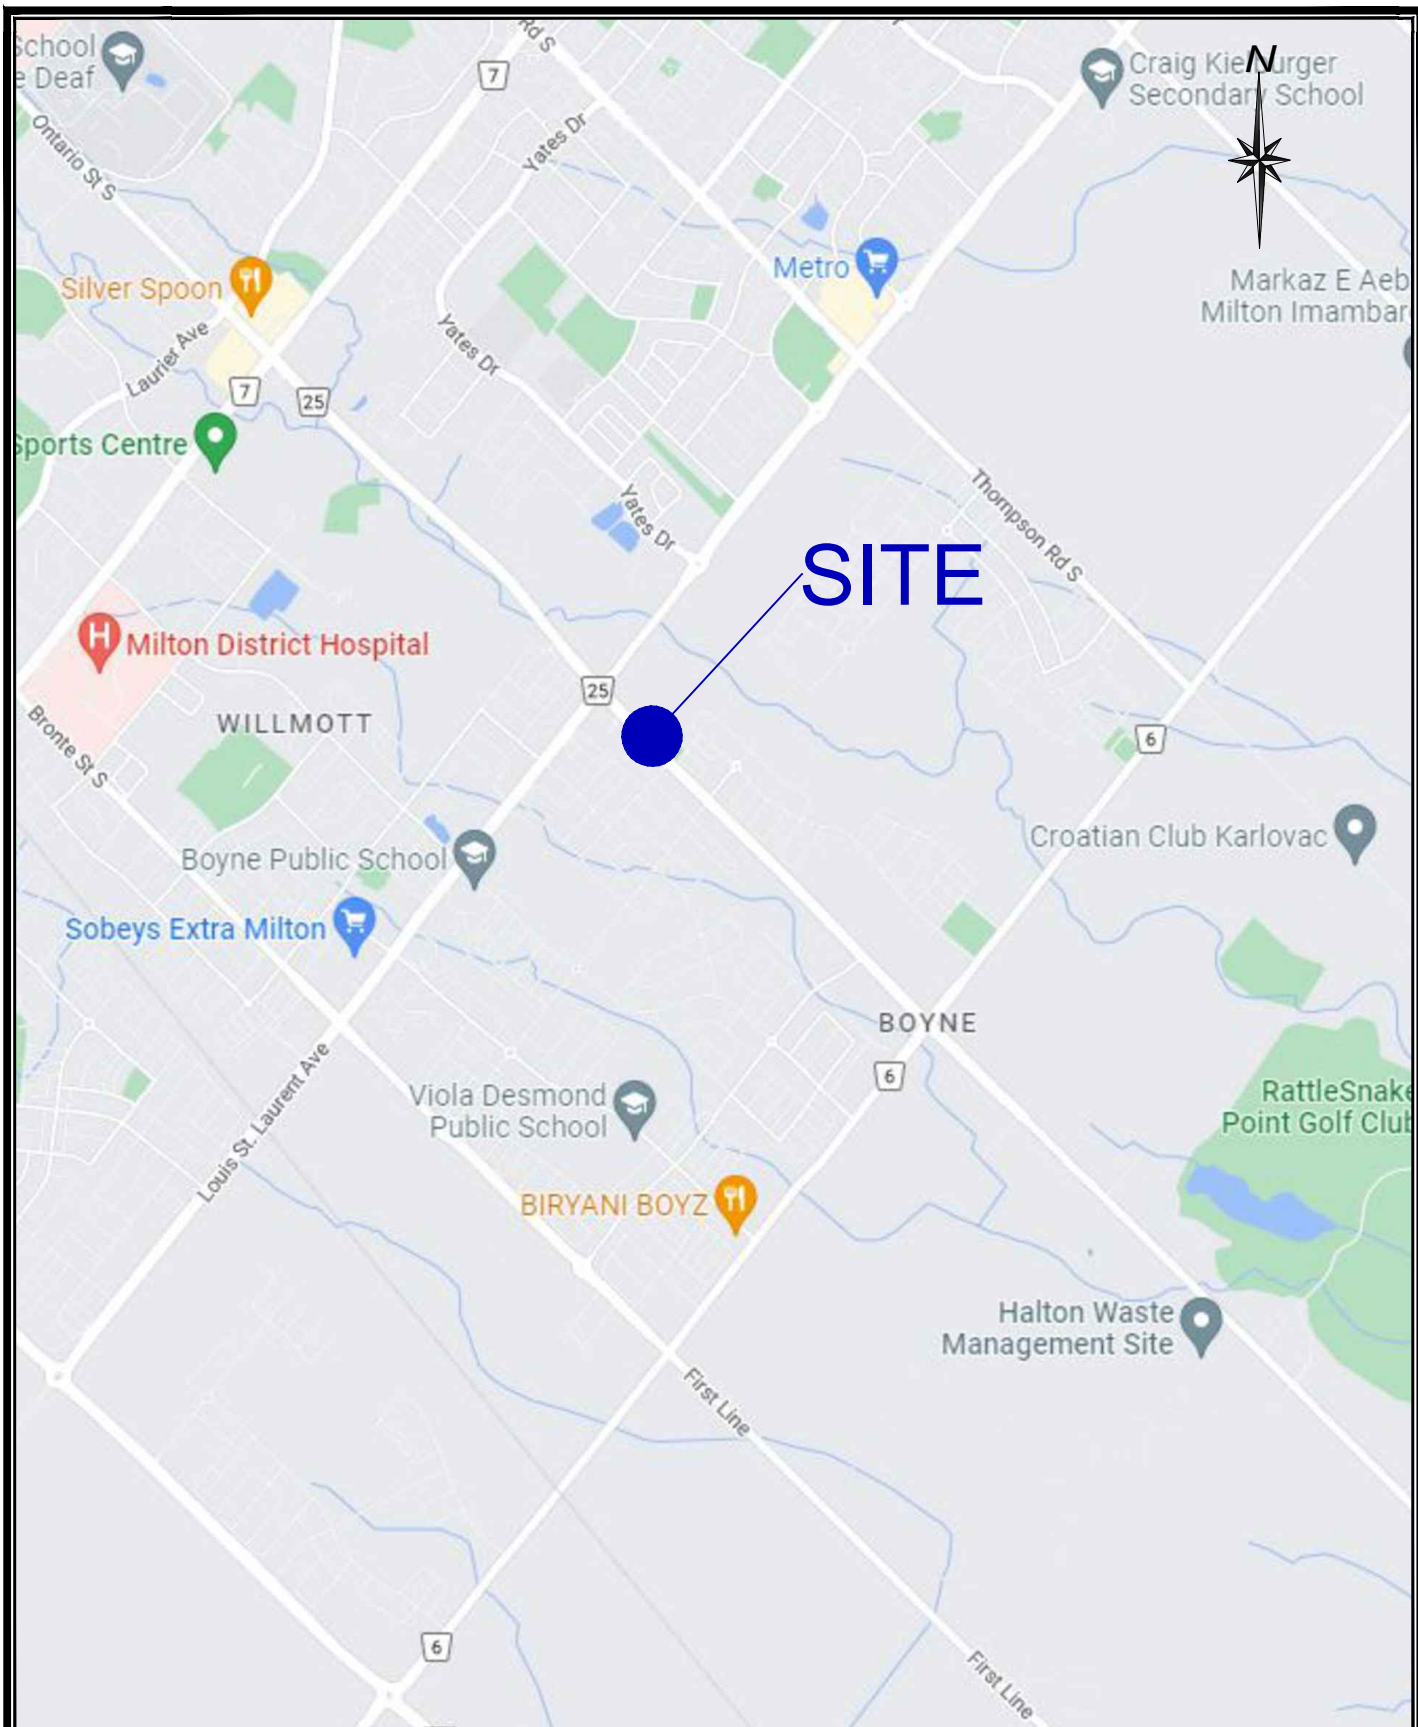 School
e Deaf
Rd S
7
Craig Kielburger
Secondary School
N
Ontario St S
Yates Dr
Silver Spoon
Metro
Markaz E Aeb
Milton Imambar
Laurier Ave
Yates Dr
7
25
Sports Centre
Yates Dr
Thompson Rd S
SITE
Milton District Hospital
25
WILLMOTT
Bronte St S
6
Croatian Club Karlovac
Boyne Public School
Sobeys Extra Milton
BOYNE
Louis St. Laurent Ave
6
Viola Desmond
Public School
RattleSnake
Point Golf Club
BIRYANI BOYZ
Halton Waste
Management Site
First Line
6
First Line